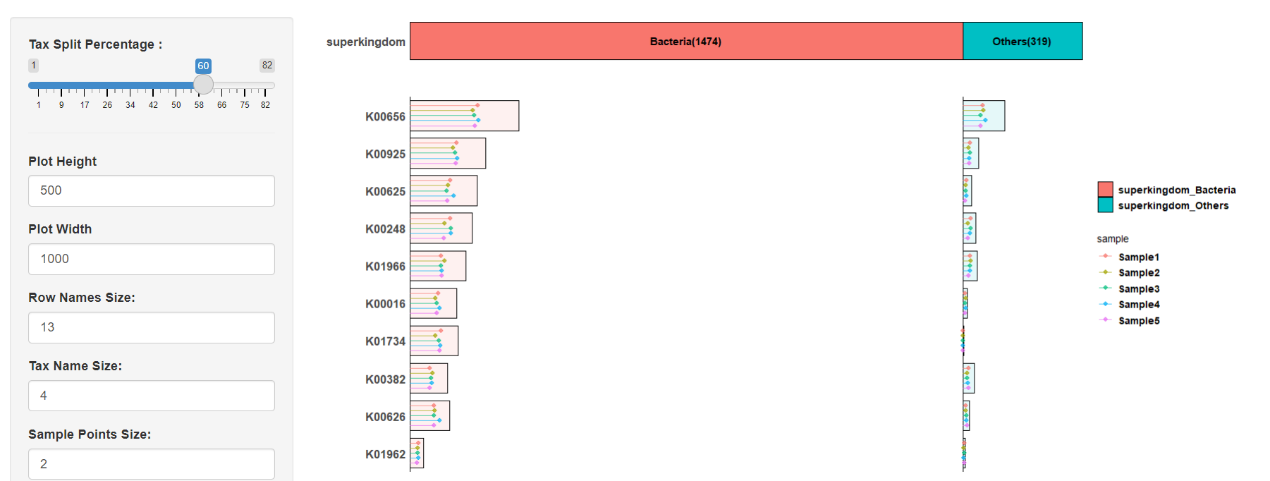 Tax Split Percentage :
1 60 82
1 9 17 26 34 42 50 58 66 75 82
Plot Height
500
Plot Width
1000
Row Names Size:
13
Tax Name Size:
4
Sample Points Size:
2
superkingdom Bacteria(1474) Others(319)
K00656
K00925
K00625
K00248
K01966
K00016
K01734
K00382
K00626
K01962
superkingdom_Bacteria
superkingdom_Others
sample
Sample1
Sample2
Sample3
Sample4
Sample5